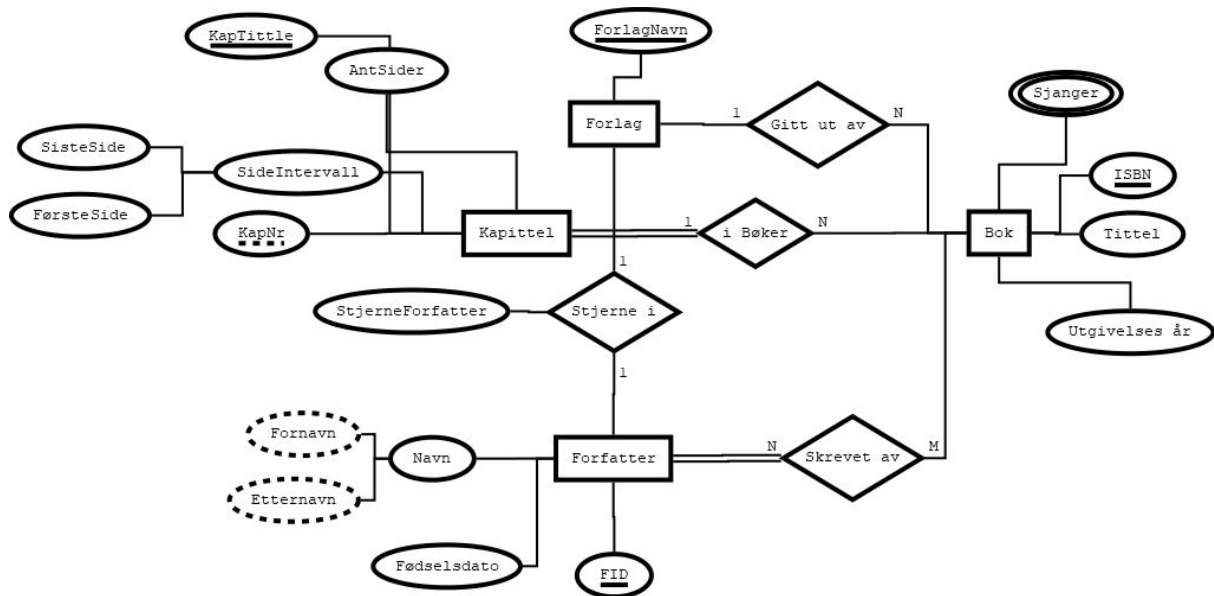 KapTittle
ForlagNavn
AntSider
Sjanger
Forlag
1
Gitt ut av
N
SisteSide
SideIntervall
ISBN
FørsteSide
KapNr
Kapittel
1
i Bøker
N
Bok
Tittel
1
StjerneForfatter
Stjerne i
Utgivelses år
1
Fornavn
Navn
Forfatter
N
Skrevet av
M
Etternavn
Fødselsdato
FID